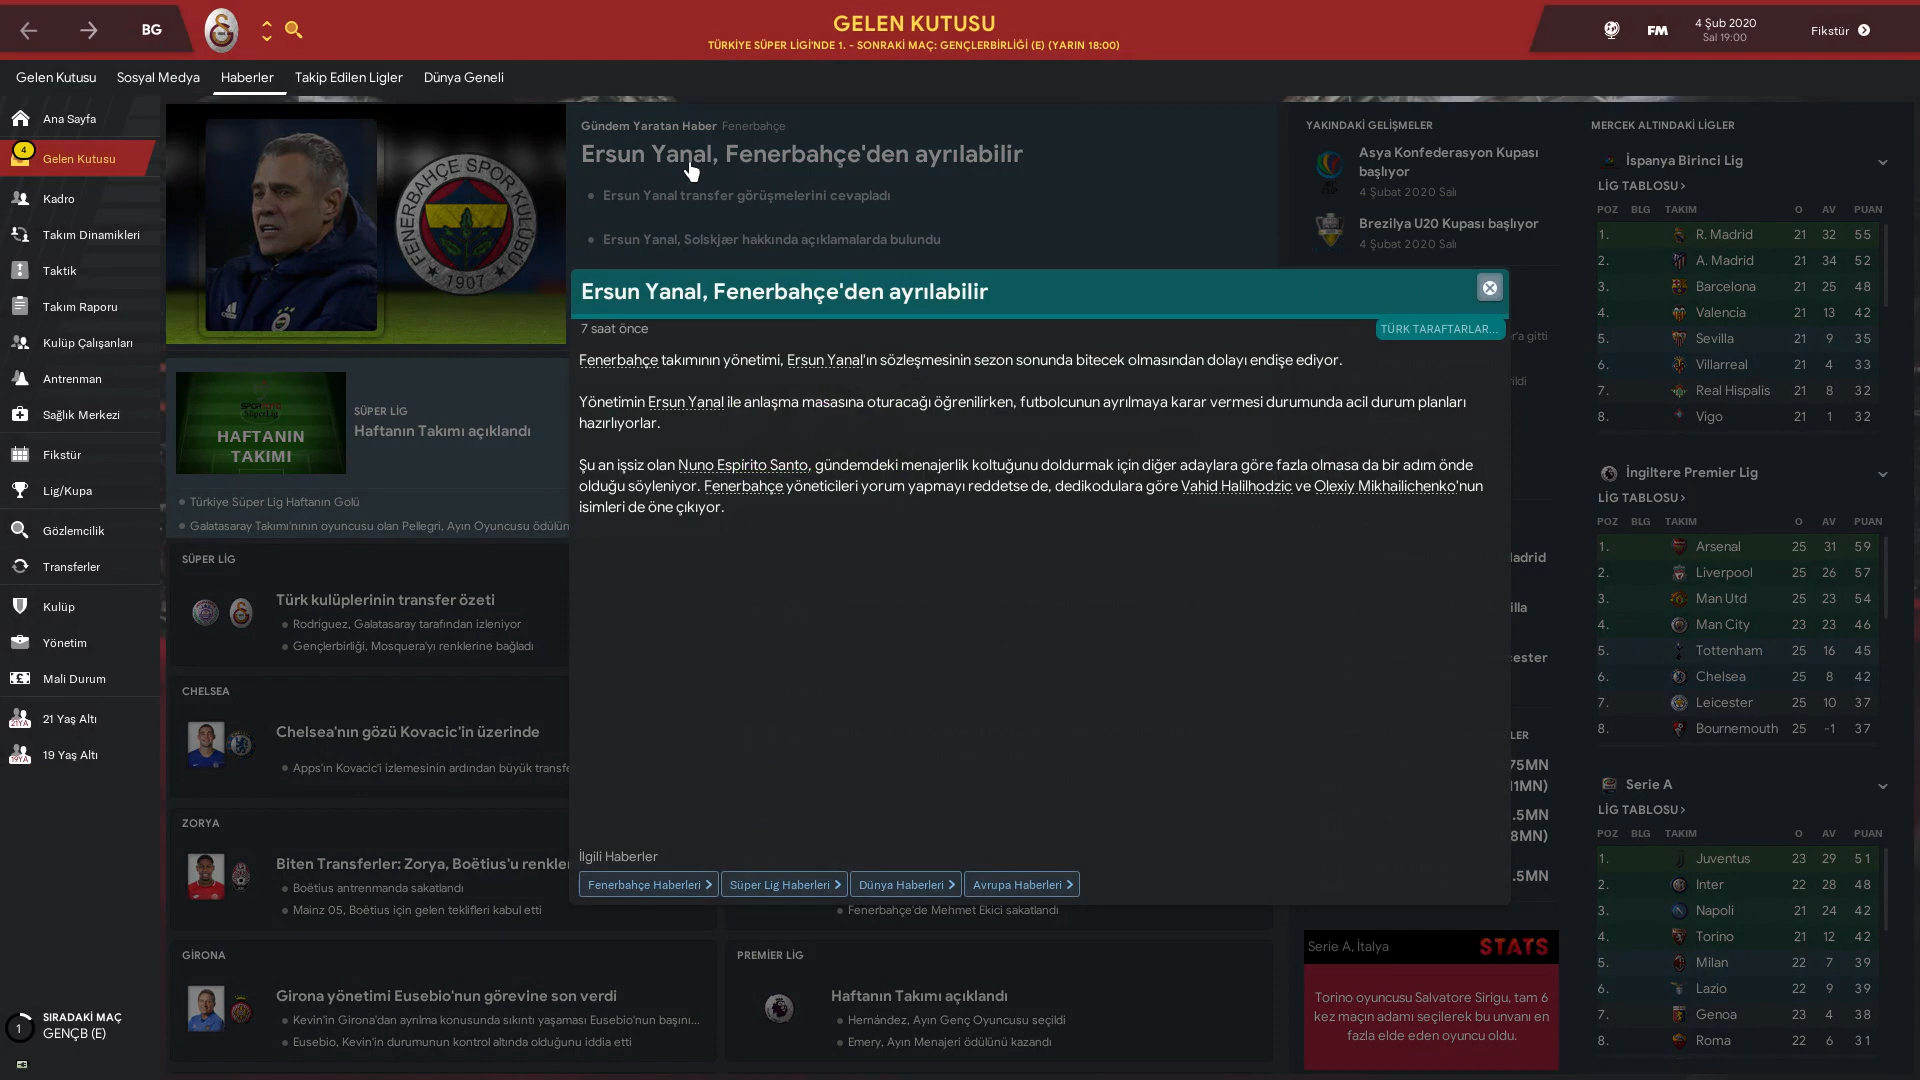 BG
GELEN KUTUSU
TÜRKİYE SÜPER LİGİ'NDE 1. - SONRAKİ MAÇ: GENÇLERBİRLİĞİ (E) (YARIN 18:00)
FM
4 Şub 2020
Sal 19:00
Fikstür
Gelen Kutusu
Sosyal Medya
Haberler
Takip Edilen Ligler
Dünya Geneli
Ana Sayfa
4
Gelen Kutusu
Kadro
Takım Dinamikleri
Taktik
Takım Raporu
Kulüp Çalışanları
Antrenman
Sağlık Merkezi
Fikstür
Lig/Kupa
Gözlemcilik
Transferler
Kulüp
Yönetim
Mali Durum
21 Yaş Altı
19 Yaş Altı
1
SIRADAKİ MAÇ
GENÇB (E)
FENERBAHÇE SPOR KULÜBÜ
1907
Gündem Yaratan Haber Fenerbahçe
Ersun Yanal, Fenerbahçe'den ayrılabilir
Ersun Yanal transfer görüşmelerini cevapladı
Ersun Yanal, Solskjær hakkında açıklamalarda bulundu
Ersun Yanal, Fenerbahçe'den ayrılabilir
7 saat önce
TÜRK TARAFTARLAR...
Fenerbahçe takımının yönetimi, Ersun Yanal'ın sözleşmesinin sezon sonunda bitecek olmasından dolayı endişe ediyor.
Yönetimin Ersun Yanal ile anlaşma masasına oturacağı öğrenilirken, futbolcunun ayrılmaya karar vermesi durumunda acil durum planları
hazırlıyorlar.
Şu an işsiz olan Nuno Espírito Santo, gündemdeki menajerlik koltuğunu doldurmak için diğer adaylara göre fazla olmasa da bir adım önde
olduğu söyleniyor. Fenerbahçe yöneticileri yorum yapmayı reddetse de, dedikodulara göre Vahid Halilhodzic ve Olexiy Mikhailichenko'nun
isimleri de öne çıkıyor.
İlgili Haberler
Fenerbahçe Haberleri
Süper Lig Haberleri
Dünya Haberleri
Avrupa Haberleri
SPOR TOTO
SüperLig
HAFTANIN
TAKIMI
SÜPER LİG
Haftanın Takımı açıklandı
Türkiye Süper Lig Haftanın Golü
Galatasaray Takımı'nının oyuncusu olan Pellegri, Ayın Oyuncusu ödülün
SÜPER LİG
Türk kulüplerinin transfer özeti
Rodríguez, Galatasaray tarafından izleniyor
Gençlerbirliği, Mosquera'yı renklerine bağladı
CHELSEA
Chelsea'nın gözü Kovacic'in üzerinde
Apps'ın Kovacic'i izlemesinin ardından büyük transfe
ZORYA
Biten Transferler: Zorya, Boëtius'u renkler
Boëtius antrenmanda sakatlandı
Mainz 05, Boëtius için gelen teklifleri kabul etti
Fenerbahçe'de Mehmet Ekici sakatlandı
GİRONA
Girona yönetimi Eusebio'nun görevine son verdi
Kevin'in Girona'dan ayrılma konusunda sıkıntı yaşaması Eusebio'nun başını...
Eusebio, Kevin'in durumunun kontrol altında olduğunu iddia etti
PREMİER LİG
Haftanın Takımı açıklandı
Hernández, Ayın Genç Oyuncusu seçildi
Emery, Ayın Menajeri ödülünü kazandı
YAKINDAKİ GELİŞMELER
Asya Konfederasyon Kupası
başlıyor
4 Şubat 2020 Salı
Brezilya U20 Kupası başlıyor
4 Şubat 2020 Salı
'a gitti
ildi
adrid
illa
ester
LER
75MN
11MN)
.5MN
8MN)
.5MN
Serie A, İtalya
STATS
Torino oyuncusu Salvatore Sirigu, tam 6
kez maçın adamı seçilerek bu unvanı en
fazla elde eden oyuncu oldu.
MERCEK ALTINDAKİ LİGLER
İspanya Birinci Lig
LİG TABLOSU
POZ BLG TAKIM O AV PUAN
1. R. Madrid 21 32 55
2. A. Madrid 21 34 52
3. Barcelona 21 25 48
4. Valencia 21 13 42
5. Sevilla 21 9 35
6. Villarreal 21 4 33
7. Real Hispalis 21 8 32
8. Vigo 21 1 32
İngiltere Premier Lig
LİG TABLOSU
POZ BLG TAKIM O AV PUAN
1. Arsenal 25 31 59
2. Liverpool 25 26 57
3. Man Utd 25 23 54
4. Man City 23 23 46
5. Tottenham 25 16 45
6. Chelsea 25 8 42
7. Leicester 25 10 37
8. Bournemouth 25 -1 37
Serie A
LİG TABLOSU
POZ BLG TAKIM O AV PUAN
1. Juventus 23 29 51
2. Inter 22 28 48
3. Napoli 21 24 42
4. Torino 21 12 42
5. Milan 22 7 39
6. Lazio 22 9 39
7. Genoa 23 4 38
8. Roma 22 6 31